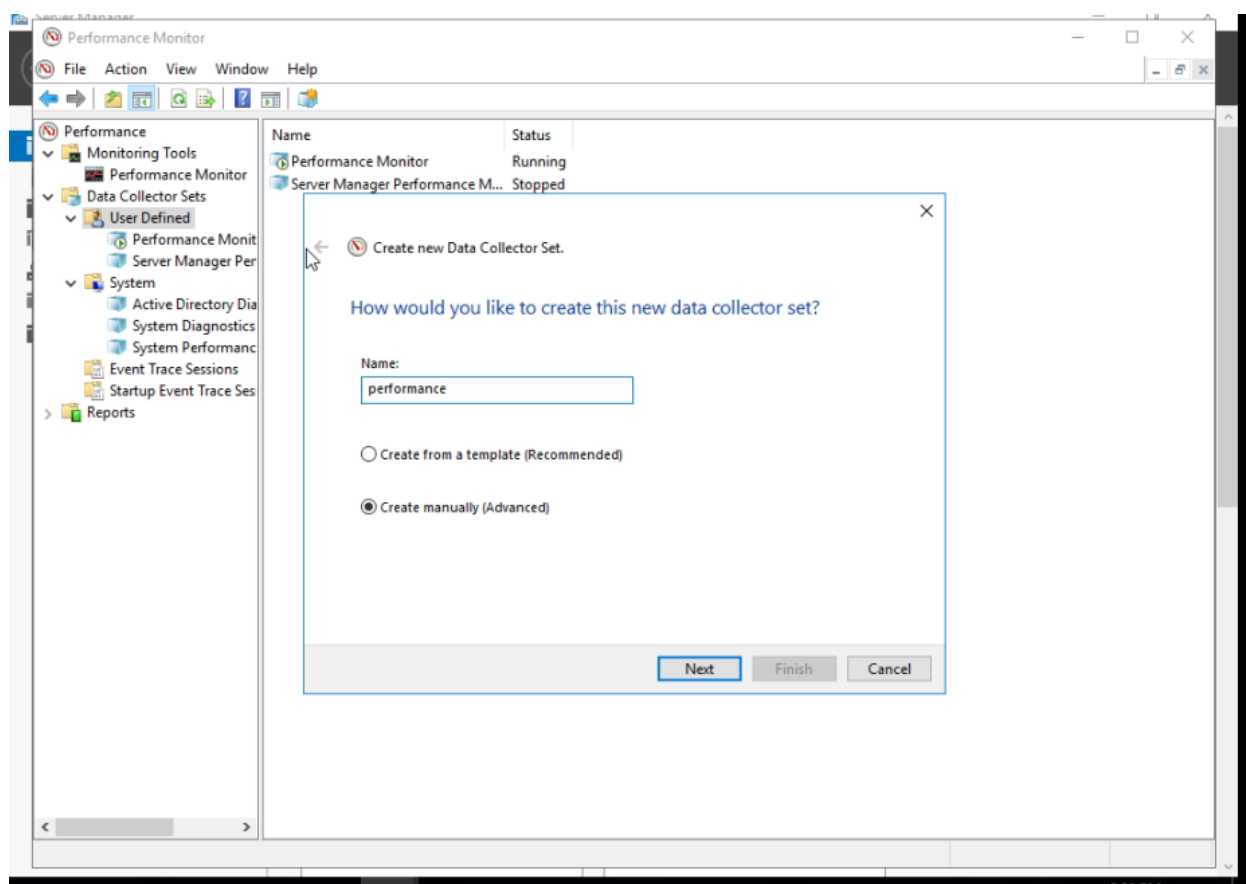 Server Manager
Performance Monitor
File Action View Window Help
Performance
Monitoring Tools
Performance Monitor
Data Collector Sets
User Defined
Performance Monit
Server Manager Per
System
Active Directory Dia
System Diagnostics
System Performanc
Event Trace Sessions
Startup Event Trace Ses
Reports
Name Status
Performance Monitor Running
Server Manager Performance M... Stopped
Create new Data Collector Set.
How would you like to create this new data collector set?
Name:
performance
Create from a template (Recommended)
Create manually (Advanced)
Next Finish Cancel